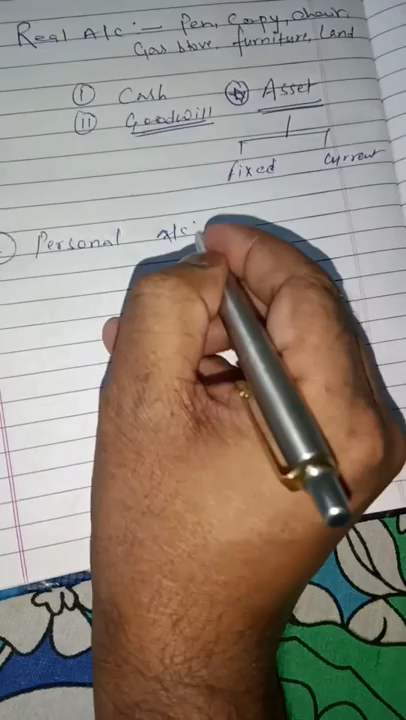 Real A/c :- Pen, Copy, chair,
Gas stove, furniture, Land
(i) Cash
Asset
(ii) Goodwill
fixed
Current
Personal A/c: